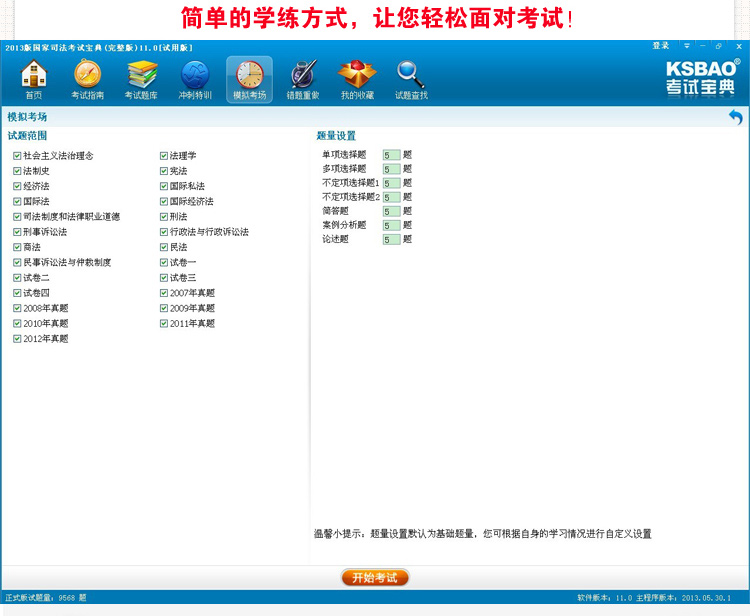 简单的学练方式，让您轻松面对考试！
2013版国家司法考试宝典(完整版)11.0[试用版]
登录
首页 考试指南 考试题库 冲刺特训 模拟考场 错题重做 我的收藏 试题查找
KSBAO®
考试宝典
模拟考场
试题范围
社会主义法治理念 法理学
法制史 宪法
经济法 国际私法
国际法 国际经济法
司法制度和法律职业道德 刑法
刑事诉讼法 行政法与行政诉讼法
商法 民法
民事诉讼法与仲裁制度 试卷一
试卷二 试卷三
试卷四 2007年真题
2008年真题 2009年真题
2010年真题 2011年真题
2012年真题
题量设置
单项选择题 5 题
多项选择题 5 题
不定项选择题1 5 题
不定项选择题2 5 题
简答题 5 题
案例分析题 5 题
论述题 5 题
温馨小提示：题量设置默认为基础题量，您可根据自身的学习情况进行自定义设置
开始考试
正式版试题量：9568 题
软件版本：11.0 主程序版本：2013.05.30.1